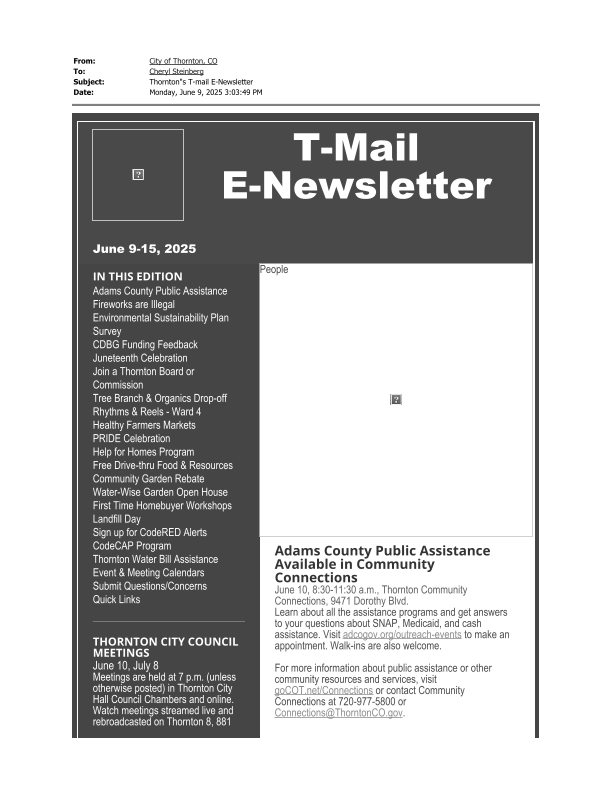 From: City of Thornton, CO
To: Cheryl Steinberg
Subject: Thornton"s T-mail E-Newsletter
Date: Monday, June 9, 2025 3:03:49 PM
T-Mail
E-Newsletter
June 9-15, 2025
IN THIS EDITION
Adams County Public Assistance
Fireworks are Illegal
Environmental Sustainability Plan
Survey
CDBG Funding Feedback
Juneteenth Celebration
Join a Thornton Board or
Commission
Tree Branch & Organics Drop-off
Rhythms & Reels - Ward 4
Healthy Farmers Markets
PRIDE Celebration
Help for Homes Program
Free Drive-thru Food & Resources
Community Garden Rebate
Water-Wise Garden Open House
First Time Homebuyer Workshops
Landfill Day
Sign up for CodeRED Alerts
CodeCAP Program
Thornton Water Bill Assistance
Event & Meeting Calendars
Submit Questions/Concerns
Quick Links
THORNTON CITY COUNCIL
MEETINGS
June 10, July 8
Meetings are held at 7 p.m. (unless
otherwise posted) in Thornton City
Hall Council Chambers and online.
Watch meetings streamed live and
rebroadcasted on Thornton 8, 881
People
Adams County Public Assistance
Available in Community
Connections
June 10, 8:30-11:30 a.m., Thornton Community
Connections, 9471 Dorothy Blvd.
Learn about all the assistance programs and get answers
to your questions about SNAP, Medicaid, and cash
assistance. Visit adcogov.org/outreach-events to make an
appointment. Walk-ins are also welcome.
For more information about public assistance or other
community resources and services, visit
goCOT.net/Connections or contact Community
Connections at 720-977-5800 or
Connections@ThorntonCO.gov.